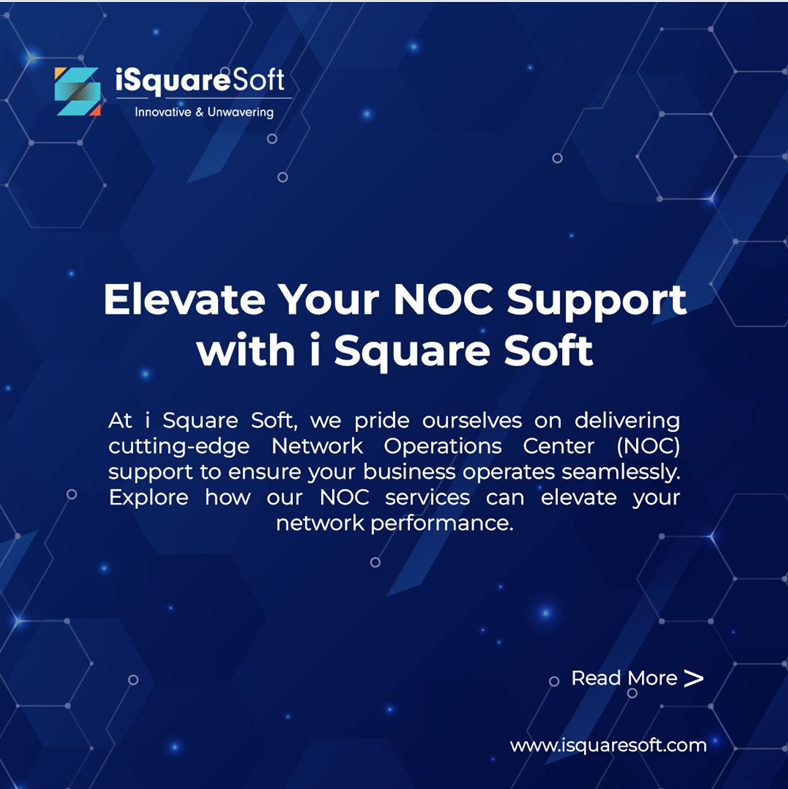 iSquareSoft
Innovative & Unwavering
Elevate Your NOC Support
with i Square Soft
At i Square Soft, we pride ourselves on delivering
cutting-edge Network Operations Center (NOC)
support to ensure your business operates seamlessly.
Explore how our NOC services can elevate your
network performance.
Read More >
www.isquaresoft.com